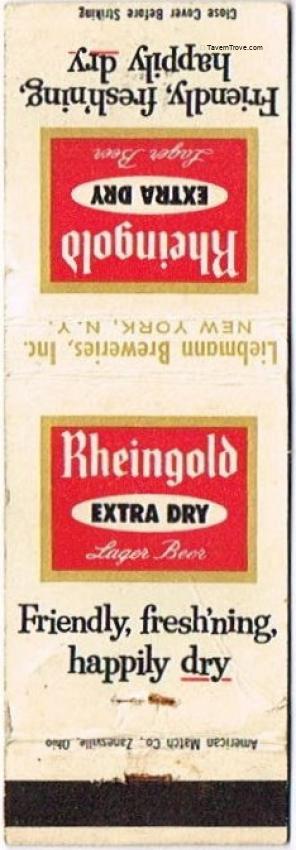 Close Cover Before Striking
TavernTrove.com
Friendly, fresh'ning,
happily dry
Rheingold
EXTRA DRY
Lager Beer
Liebmann Breweries, Inc.
NEW YORK, N.Y.
Rheingold
EXTRA DRY
Lager Beer
Friendly, fresh'ning,
happily dry
American Match Co., Zanesville, Ohio